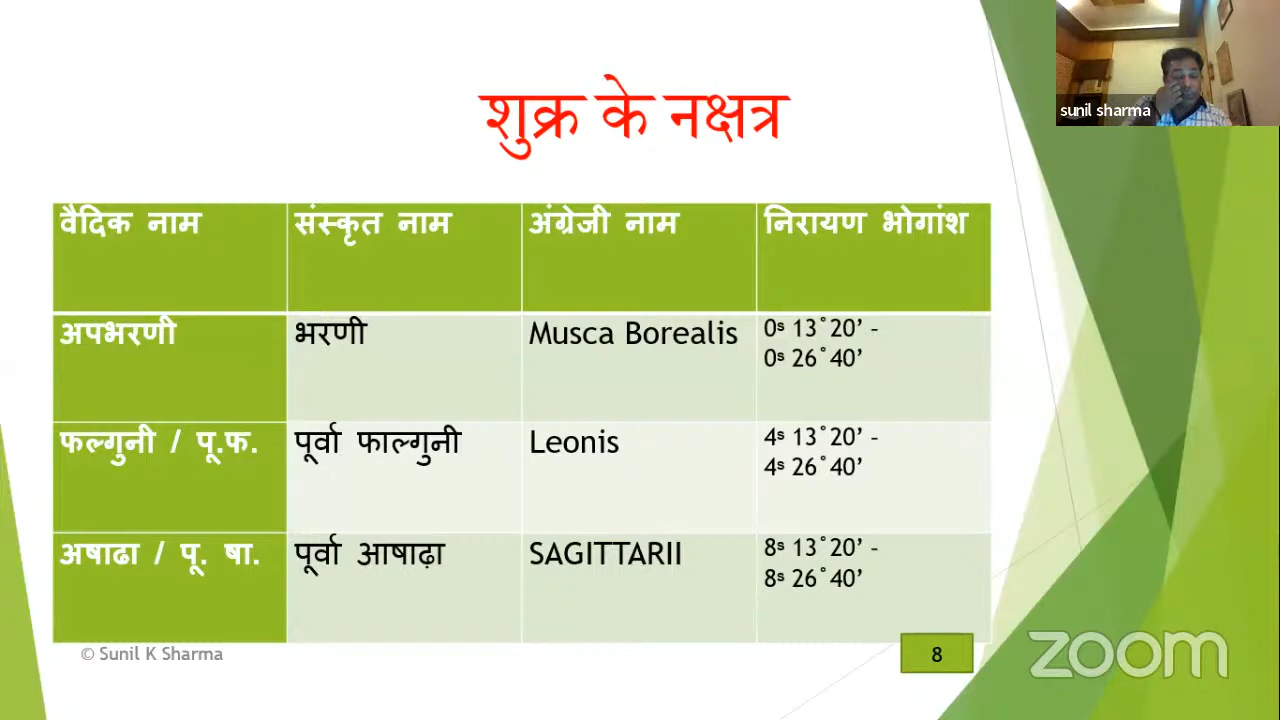 sunil sharma
शुक्र के नक्षत्र
वैदिक नाम संस्कृत नाम अंग्रेजी नाम निरायण भोगांश
अपभरणी भरणी Musca Borealis 0ˢ 13˚20’ –
0ˢ 26˚40’
फल्गुनी / पू.फ. पूर्वा फाल्गुनी Leonis 4ˢ 13˚20’ –
4ˢ 26˚40’
अषाढा / पू. षा. पूर्वा आषाढ़ा SAGITTARII 8ˢ 13˚20’ –
8ˢ 26˚40’
© Sunil K Sharma 8
zoom